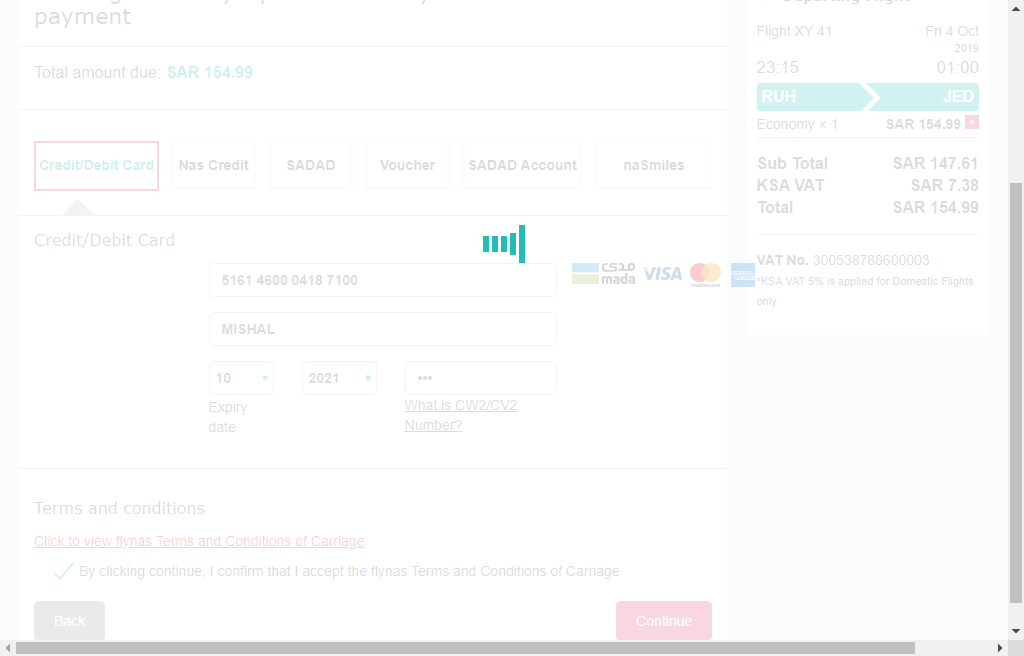 payment
Total amount due: SAR 154.99
Credit/Debit Card
Nas Credit
SADAD
Voucher
SADAD Account
naSmiles
Credit/Debit Card
5161 4600 0418 7100
مدى
mada
VISA
mastercard
MISHAL
10
2021
•••
Expiry
date
What is CW2/CV2
Number?
Terms and conditions
Click to view flynas Terms and Conditions of Carriage
By clicking continue, I confirm that I accept the flynas Terms and Conditions of Carriage
Back
Continue
Flight XY 41
Fri 4 Oct
2019
23:15
01:00
RUH
JED
Economy × 1
SAR 154.99 +
Sub Total SAR 147.61
KSA VAT SAR 7.38
Total SAR 154.99
VAT No. 300538788600003
*KSA VAT 5% is applied for Domestic Flights
only